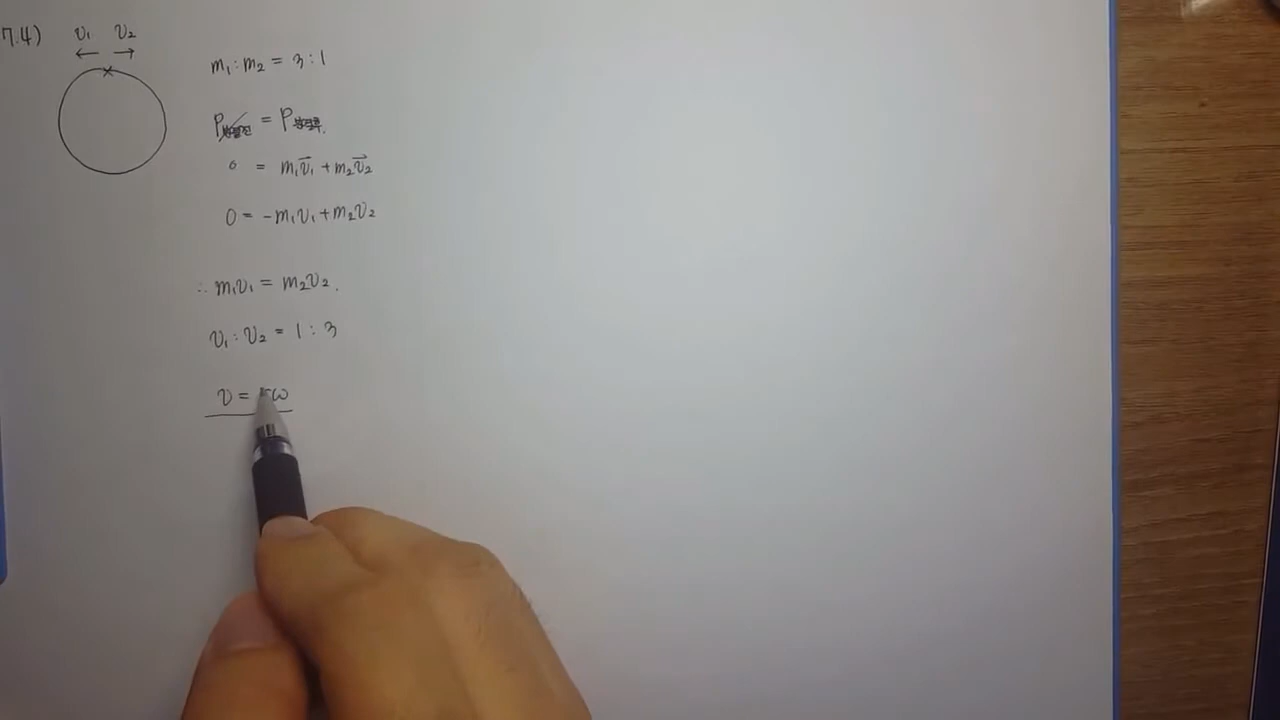 7.4)
v₁ v₂
← →
m₁ : m₂ = 3 : 1
P = P
0 = m₁v⃗₁ + m₂v⃗₂
0 = -m₁v₁ + m₂v₂
∴ m₁v₁ = m₂v₂.
v₁ : v₂ = 1 : 3
v = rω